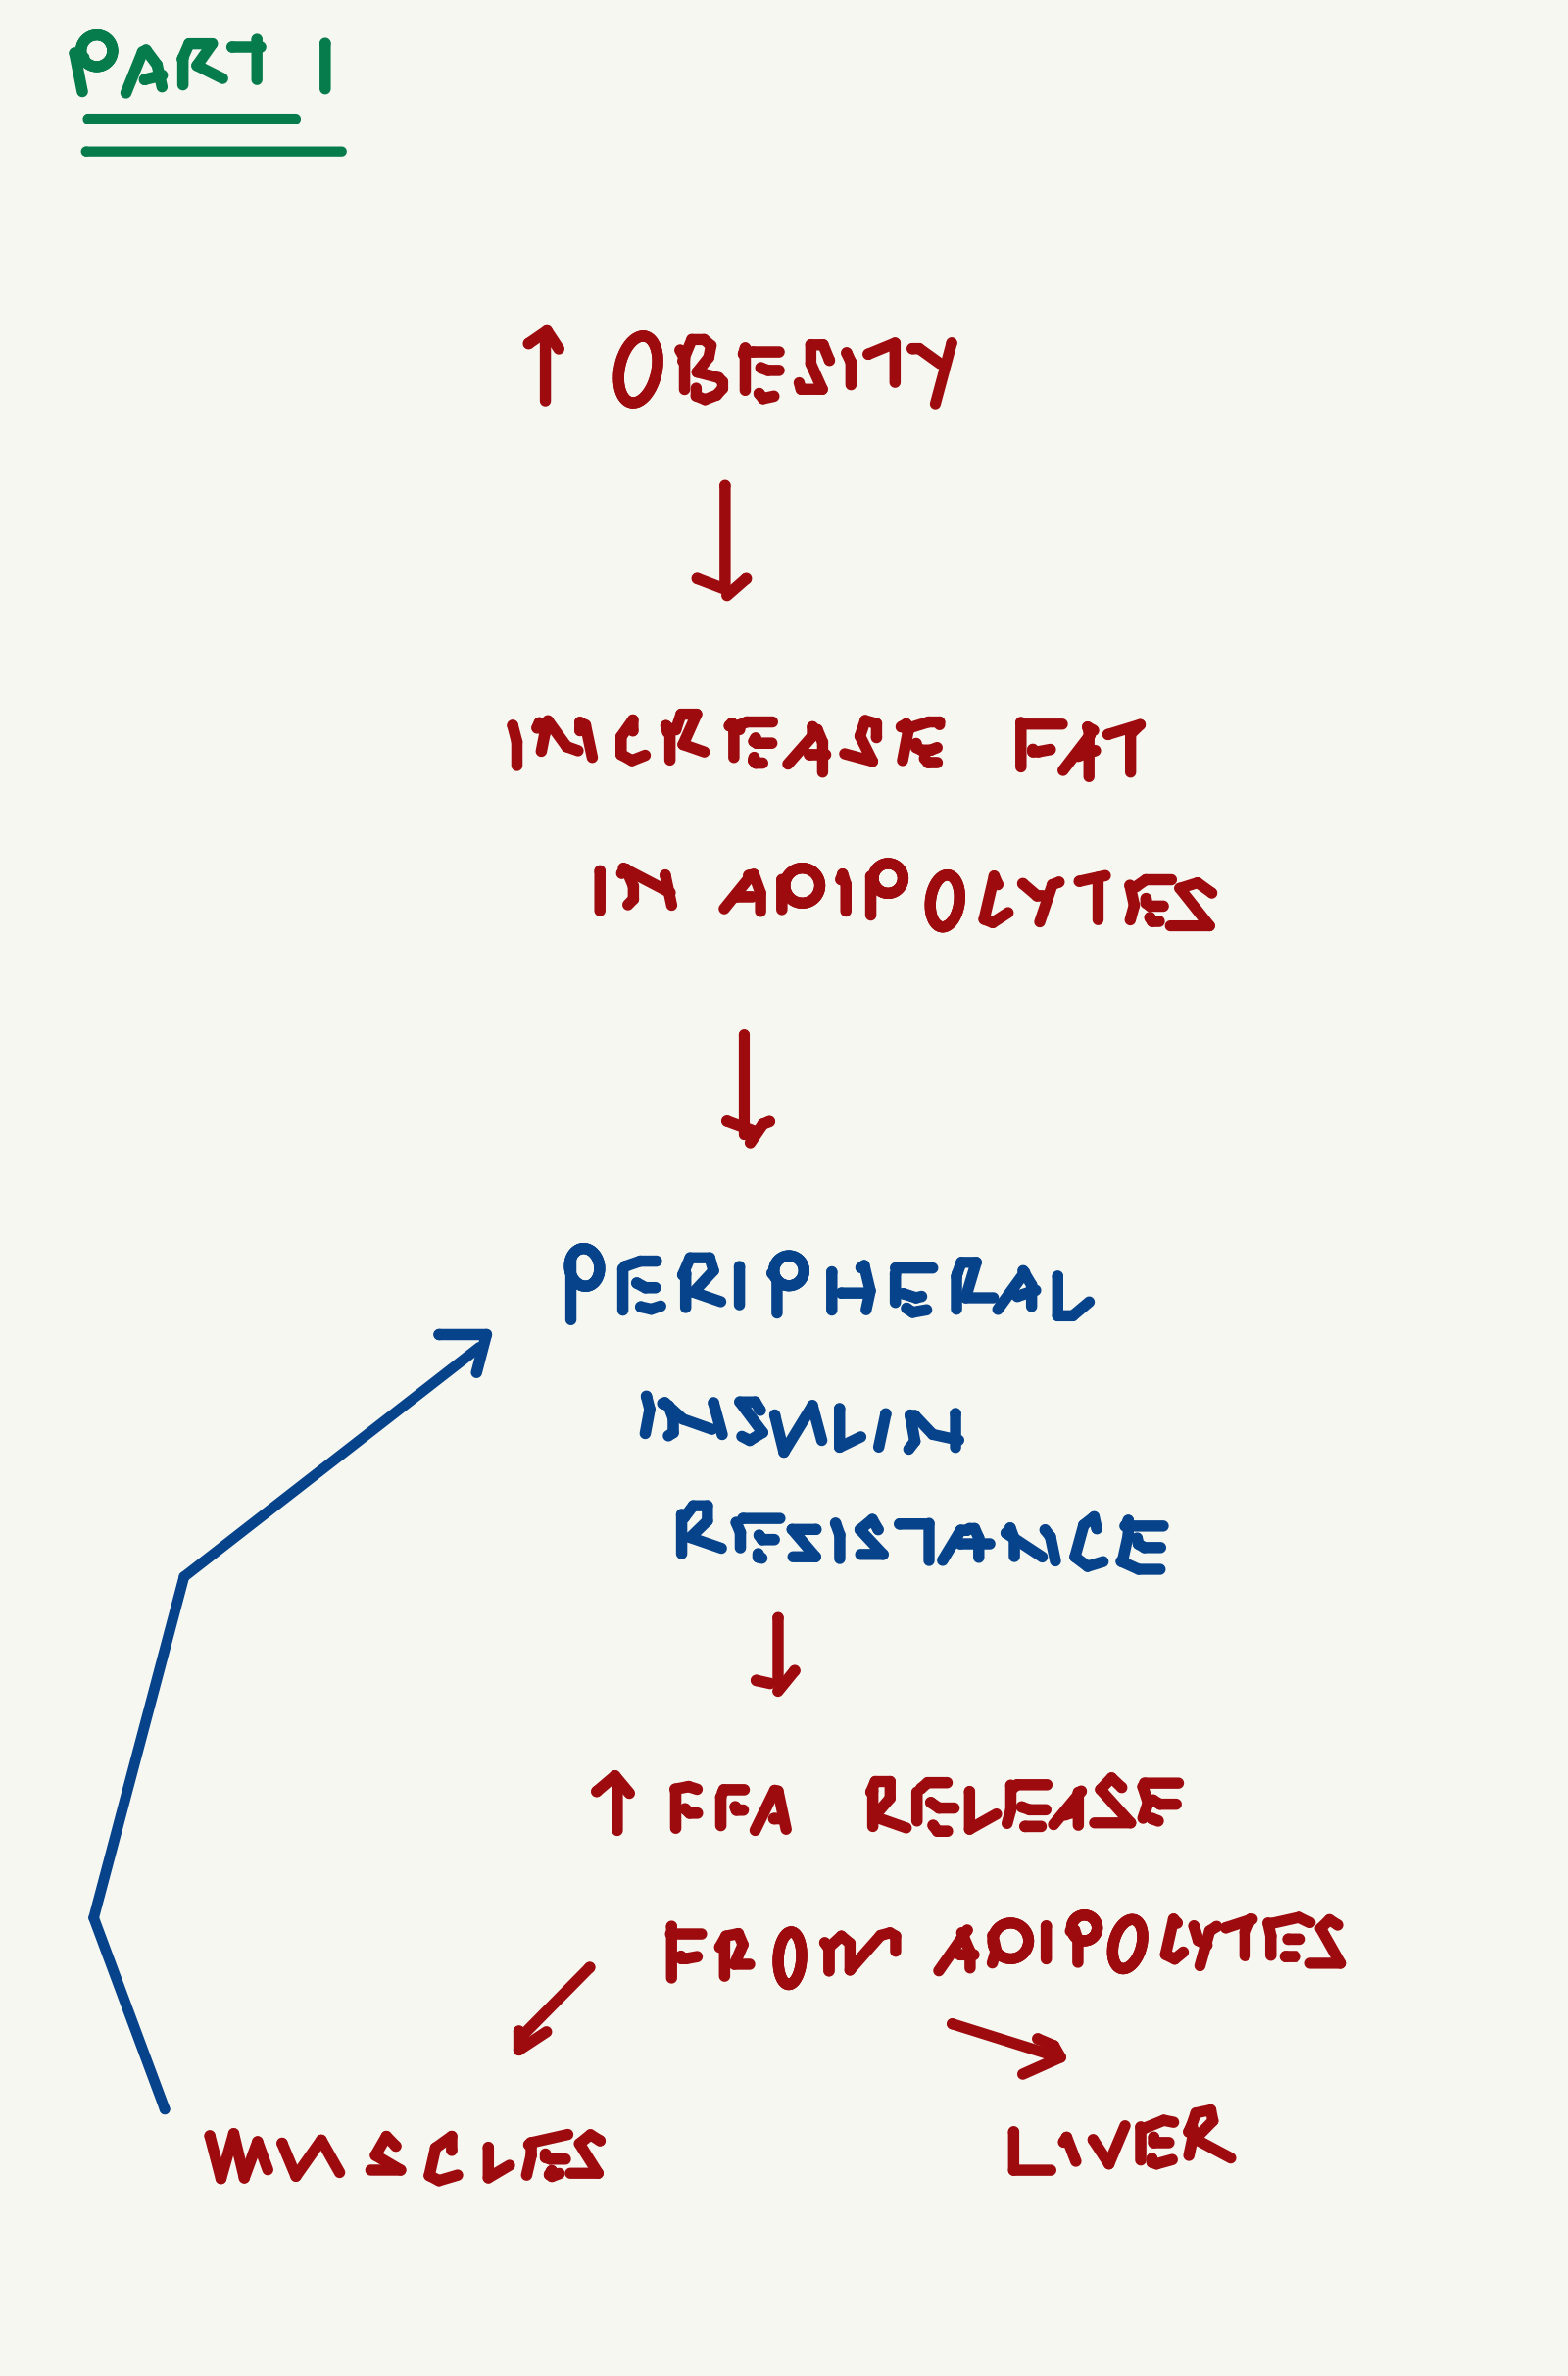 PART 1
↑ OBESITY
↓
INCREASE FAT
IN ADIPOCYTES
↓
PERIPHERAL
INSULIN
RESISTANCE
↓
↑ FFA RELEASE
FROM ADIPOCYTES
MUSCLES LIVER